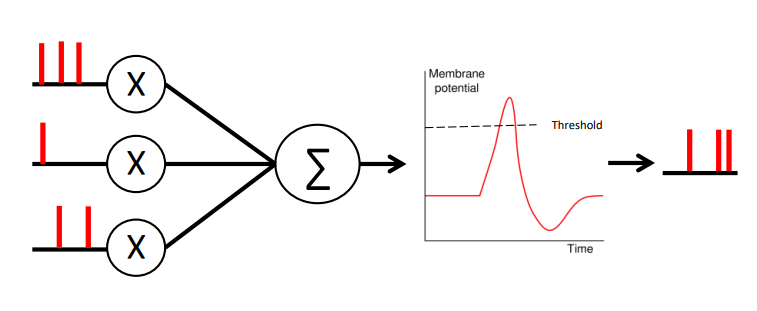 X
X
X
∑
Membrane
potential
Threshold
Time